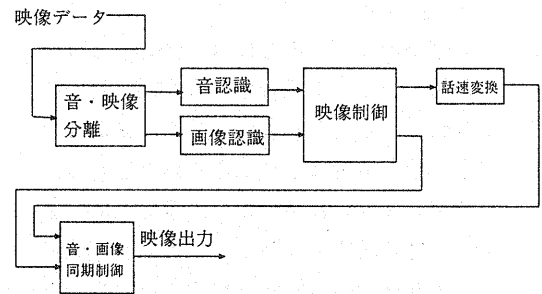 映像データ
音・映像
分離
音認識
画像認識
映像制御
話速変換
音・画像
同期制御
映像出力